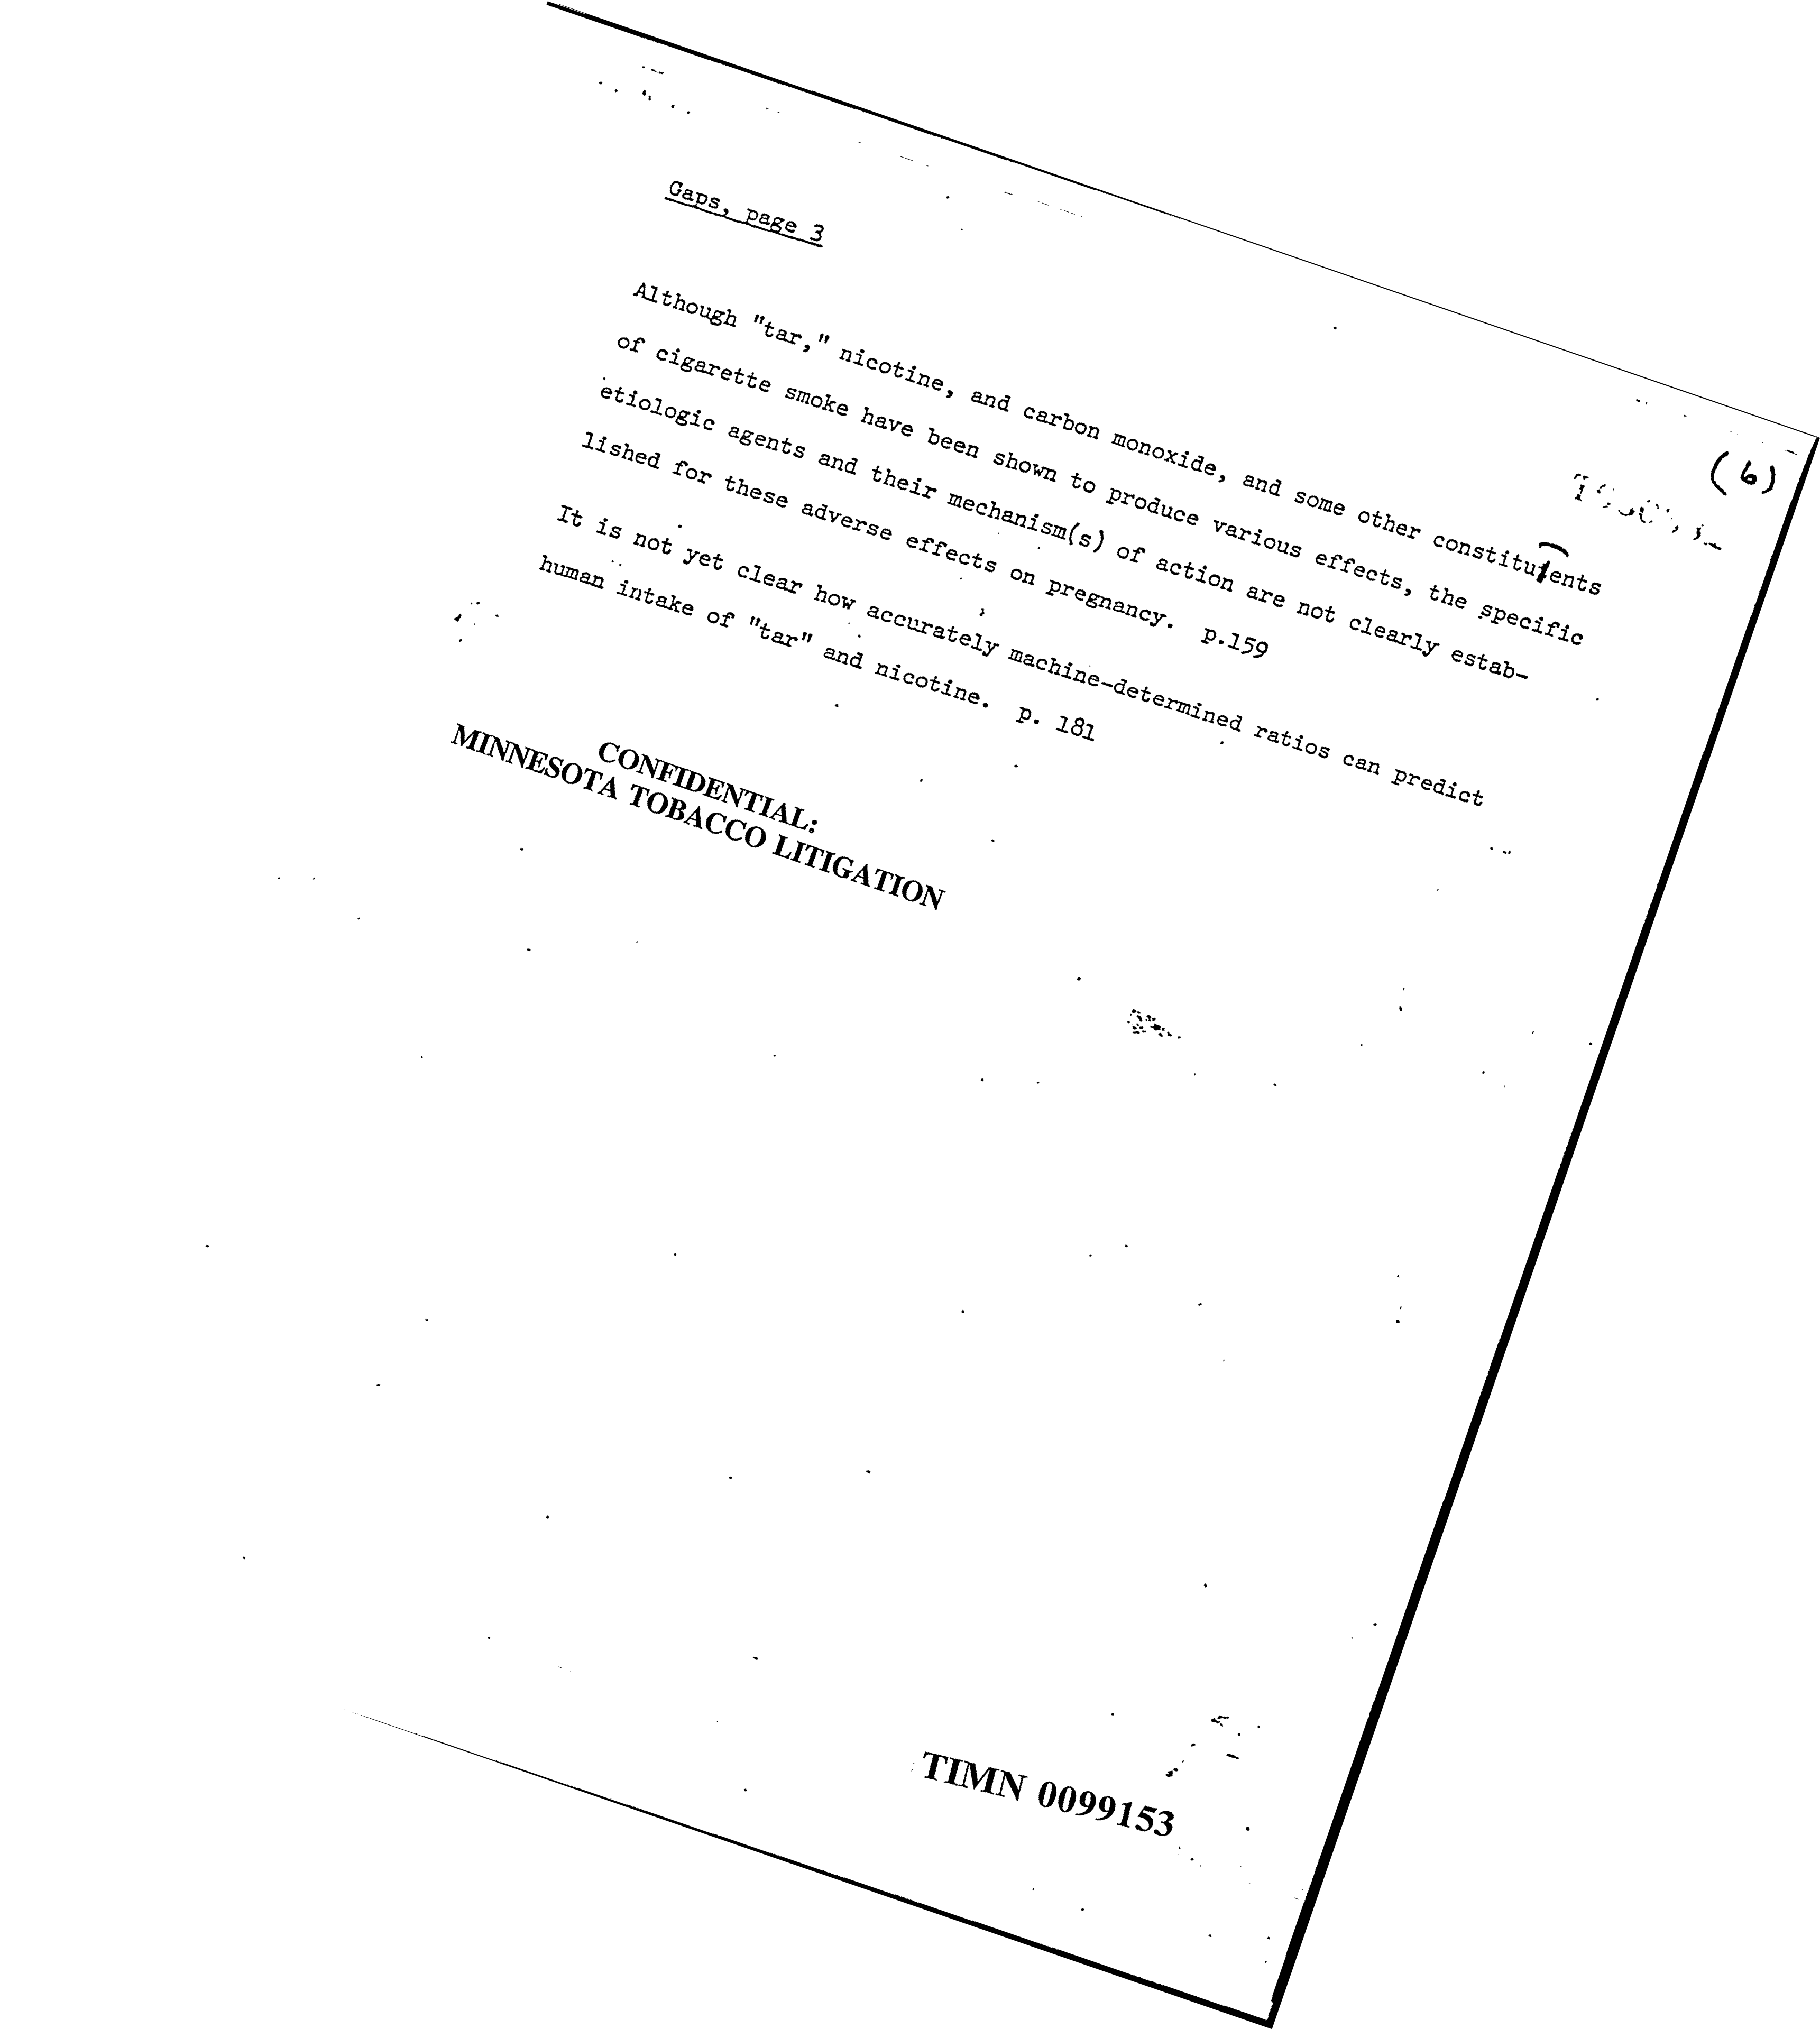 (6)
Gaps, page 3
Although "tar," nicotine, and carbon monoxide, and some other constituents
of cigarette smoke have been shown to produce various effects, the specific
etiologic agents and their mechanism(s) of action are not clearly estab-
lished for these adverse effects on pregnancy. p.159
It is not yet clear how accurately machine-determined ratios can predict
human intake of "tar" and nicotine. p. 181
CONFIDENTIAL:
MINNESOTA TOBACCO LITIGATION
TIMN 0099153